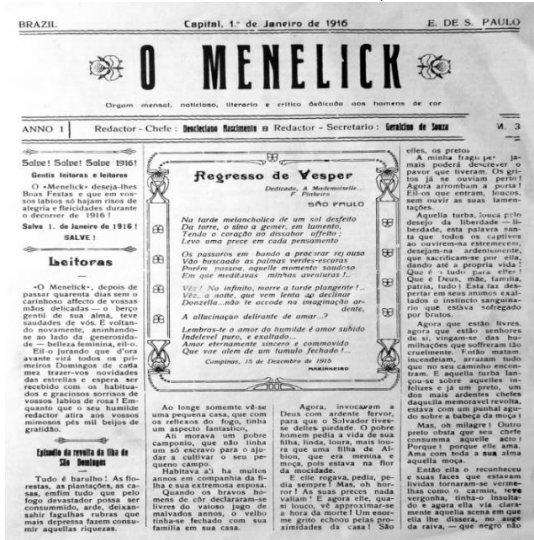 BRAZIL
Capital, 1.º de Janeiro de 1916
E. DE S. PAULO
O MENELICK
Orgam mensal, noticioso, literario e critico dedicado aos homens de cor
ANNO 1
Redactor - Chefe : Deocleciano Nascimento
Redactor - Secretario : Geraldino de Souza
N. 3
Salve! Salve! Salve 1916!
Gentis leitoras e leitores
O «Menelick» deseja-lhes
Boas Festas e que em vos-
sos labios só hajam risos de
alegria e fleicidades durante
o decorrer de 1916 !
Salve 1. de Janeiro de 1916 !
SALVE !
Leitoras
«O Menelick», depois de
passar quarenta dias sem o
carinhoso affecto de vossas
mãos delicadas — o berço
gentil de sua alma, teve
saudades de vós. E voltan-
do novamente, aninhando-
se ao lado da generosida-
de — belleza feminina, eil-o.
Eil-o jurando que d'ora
avante virá todos os pri-
meiros Domingos de cada
mez trazer-vos novidades
das estrellas e espera ser
recebido com os habitua-
dos e graciosos sorrisos de
vossos labios de rosa ! Em-
quanto que o seu humilde
redactor atira aos vossos
mimosos pés mil beijos de
gratidão.
Episodio da revolta da Ilha de
São Domingos
Tudo é barulho ! As flo-
restas, as plantações, as ca-
sas, emfim tudo que pelo
fogo devastador possa ser
consummido, arde, deixan-
sahir fagulhas rubras que
mais depressa fazem consu-
mir aquellas riquezas.
Regresso de Vesper
Dedicado, A Mademoiselle...
F. Pinheiro
SÃO PAULO
Na tarde melancholica de um sol desfeito
Da torre, o sino a gemer, em lamento,
Tendo o coração ao dissabor affeito ;
Levo uma prece em cada pensamento
Os passaros em bando a procurar repouso
Vão buscando as palmas verdes-escuras
Porém passou aquelle momento saudoso
Em que meditavas minhas aventuras !..
Vêz ! No infinito, morre a tarde plangente !..
Vêz, a noite, que vem lenta a declinar
Donzella...não te accode na imaginação ar-
dente,
A allucinação delirante de amar...?
Lembras-te o amor do humilde é amor subido
Indelevel puro, e exaltado...
Amor eternamente sincero e commovido
Que vae alem de um tumulo fechado !...
Campinas, 15 de Dezembro de 1915
MARINHEIRO
Ao longe somente vê-se
uma pequena casa, que com
os reflexos do fogo, tinha
um aspecto fantastico,
Ali morava um pobre
camponio, que não tinha
um só escravo para o aju-
dar a cultivar o seu pe-
queno campo.
Habitava ali ha muitos
annos em companhia da fi-
lha e sua extremosa esposa.
Quando os bravos ho-
mens de côr declararam-se
livres do vaioso jugo de
malvados annos, o velho
tinha-se fechado com sua
familia em sua casa.
Agora, invocavam a
Deus com ardente fervor,
para que o Salvador tives-
se delles piedade. O pobre
homem pedia a vida de sua
filha, linda, loura, mais lou-
ra que uma filha de Al-
bion, que era menina e
moça, pois estava na flor
da mocidade.
E elle rogava, pedia, pe-
dia sempre ! Mas, oh hor-
ror ! As suas preces nada
valiam ! E agora elle, qua-
si louco, vê approximar-se
a hora da morte ! Um enor-
me grito echoou pelas pro-
ximidades da casa ! São
elles, os pretos
A minha fragil ja-
mais poderá descrever o
pavor que tiveram. Os gri-
tos já se ouviam perto !
Agora arrombam a porta !
Eil-os que entram, loucos,
sem ouvir as suas lamen-
tações.
Aquella turba, louca pelo
desejo da liberdade — li-
berdade, esta palavra san-
ta que todos os captivos
ao ouvirem-na estremecem,
desejam-na ardentemente,
que sacrificam-se por ella,
dando até a propria vida !
Que é tudo para elle !
Que é Deus, mãe, familia,
patria, tudo ! Esta faz des-
pertar em seus animos exal-
tados o instincto sanguina-
rio que estava sofregado
por brutos.
Agora que estão livres,
agora que estão senhores
de si, vingam-se das hu-
milhações que soffreram tão
cruelmente. Então matam,
incendeiam, arruzam tudo
que no seu caminho encon-
tram. E aquella turba lan-
çou-se sobre aquelles in-
felizes e já um preto, um
dos mais ardentes chefes
daquella memoravel revolta,
estava com um punhal agu-
do sobre a babeça da moça !
Mas, oh milagre ! Outro
preto obsta que seu chefe
consumma aquelle acto !
Porque ! porque elle ama.
Ama com toda a sua alma
aquella moça.
Então ella o reconheceu
e suas faces que estavam
lividas tornaram-se verme-
lhas como o carmin, teve
vergonha, tinha-o insulta-
do e agora ella via clara-
mente aquella scena em que
ella lhe dissera, no auge
da raiva, — que negro não